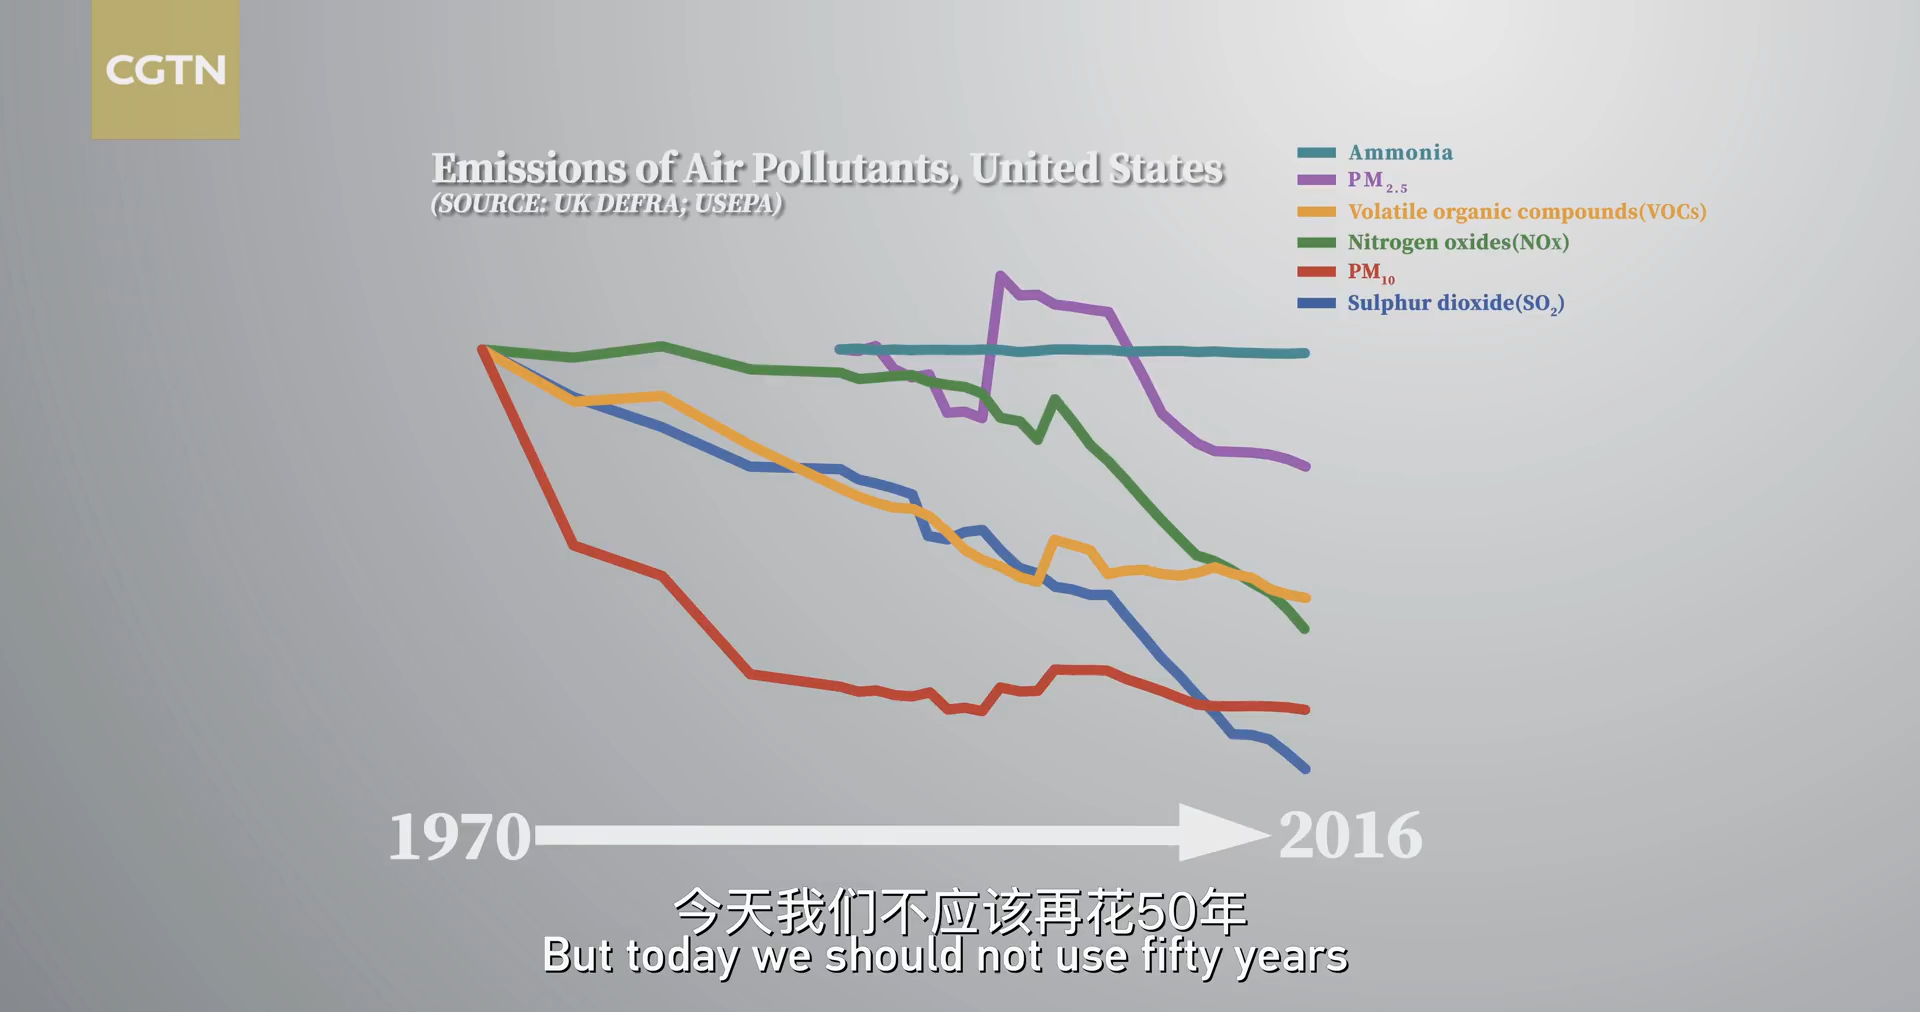 CGTN
Emissions of Air Pollutants, United States
(SOURCE: UK DEFRA; USEPA)
Ammonia
PM2.5
Volatile organic compounds(VOCs)
Nitrogen oxides(NOx)
PM10
Sulphur dioxide(SO2)
1970
2016
今天我们不应该再花50年
But today we should not use fifty years